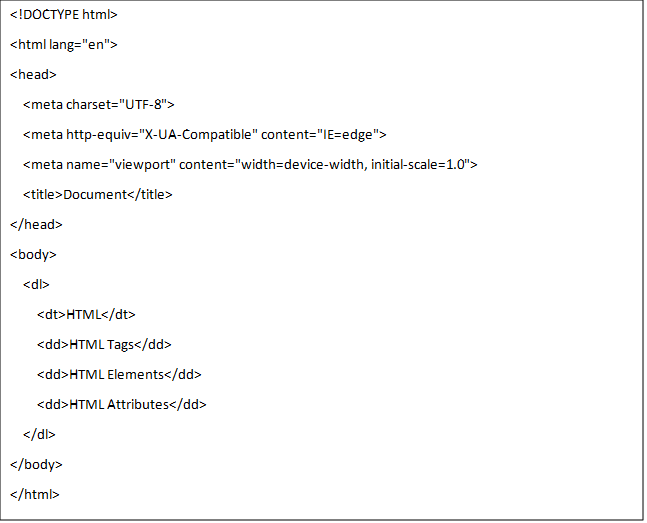 <!DOCTYPE html>
<html lang="en">
<head>
<meta charset="UTF-8">
<meta http-equiv="X-UA-Compatible" content="IE=edge">
<meta name="viewport" content="width=device-width, initial-scale=1.0">
<title>Document</title>
</head>
<body>
<dl>
<dt>HTML</dt>
<dd>HTML Tags</dd>
<dd>HTML Elements</dd>
<dd>HTML Attributes</dd>
</dl>
</body>
</html>